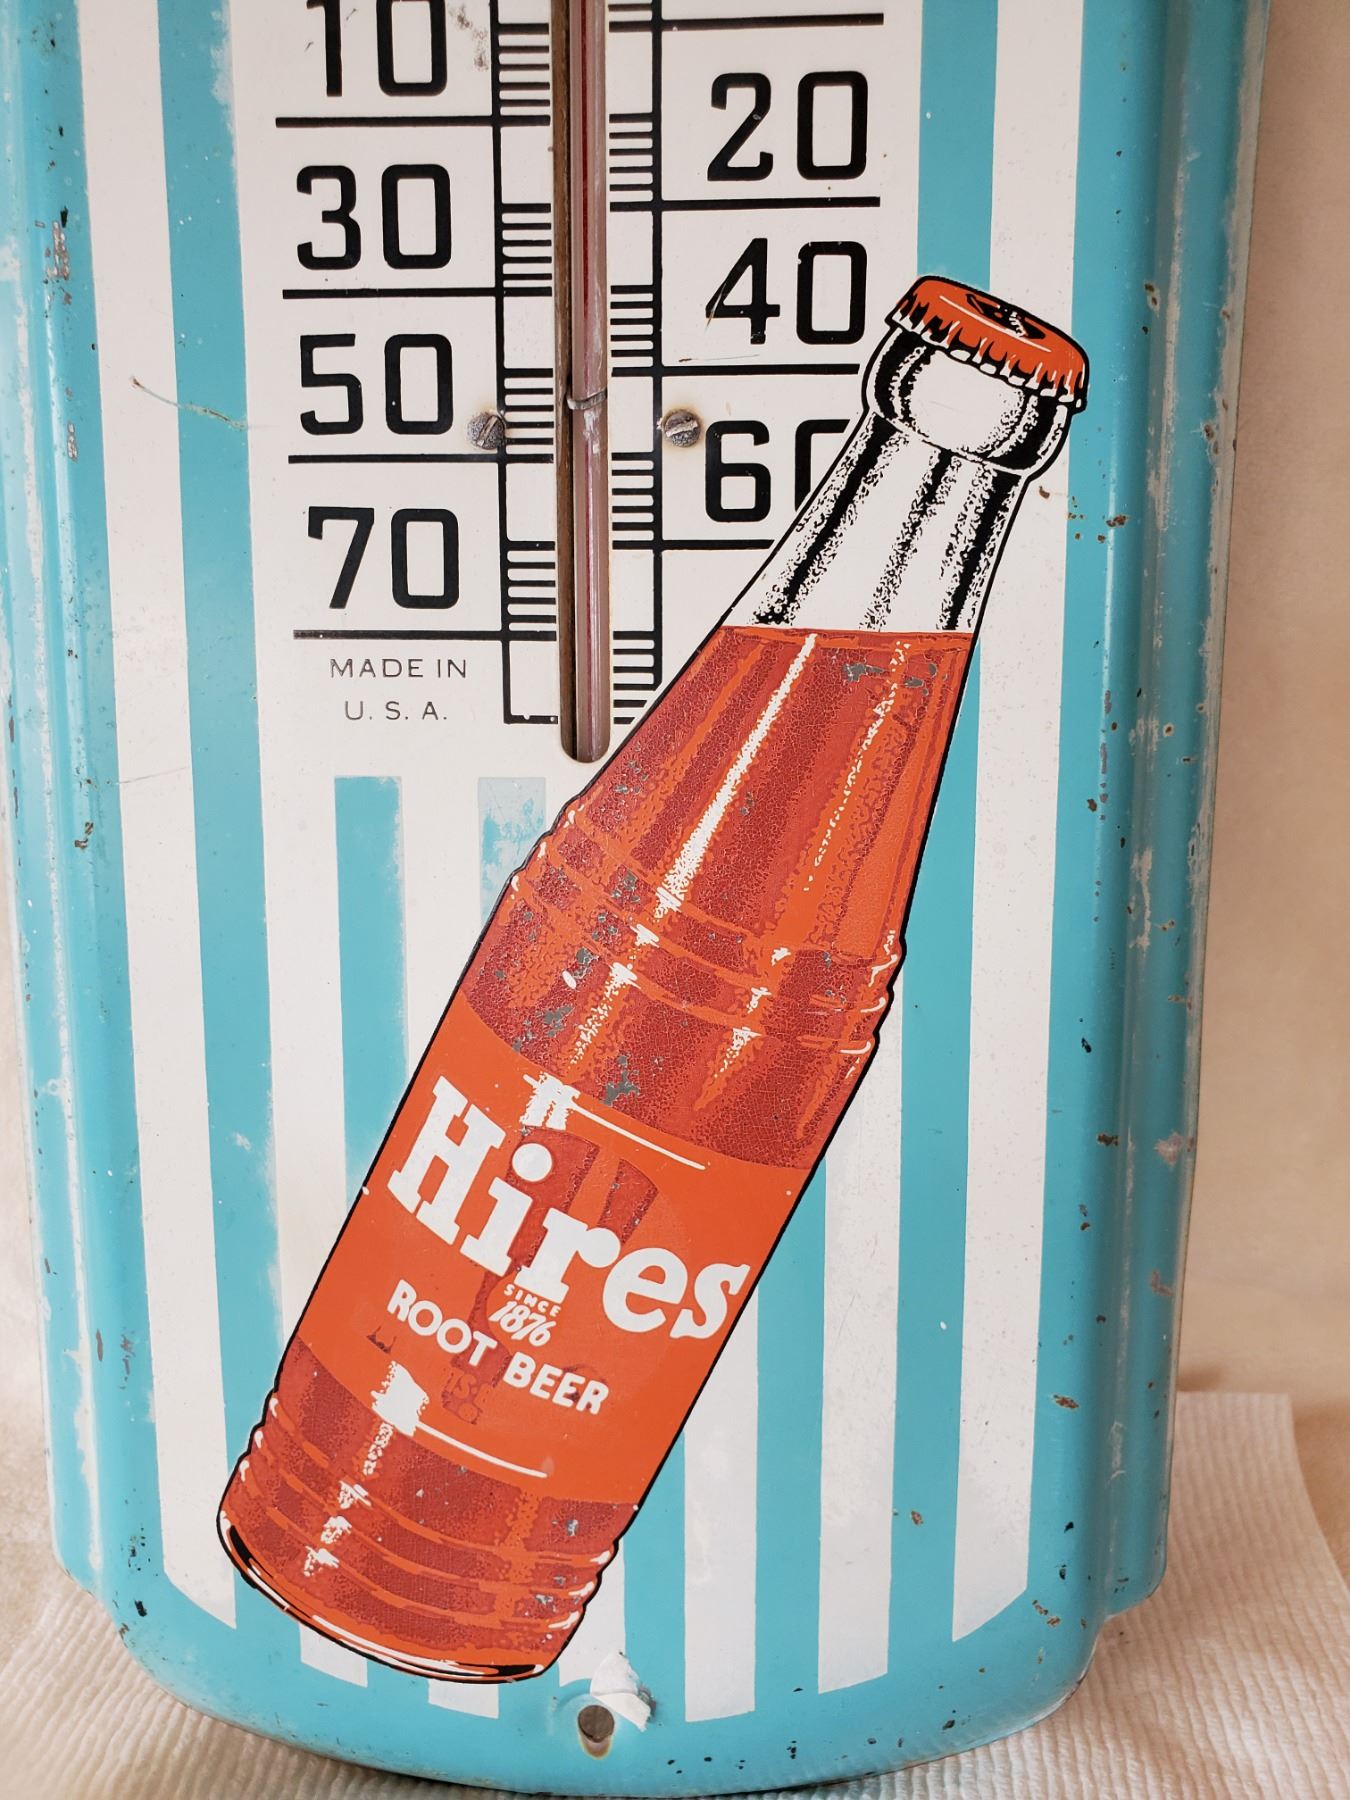 10
20
30
40
50
60
70
MADE IN
U. S. A.
Hires
SINCE
1876
ROOT BEER